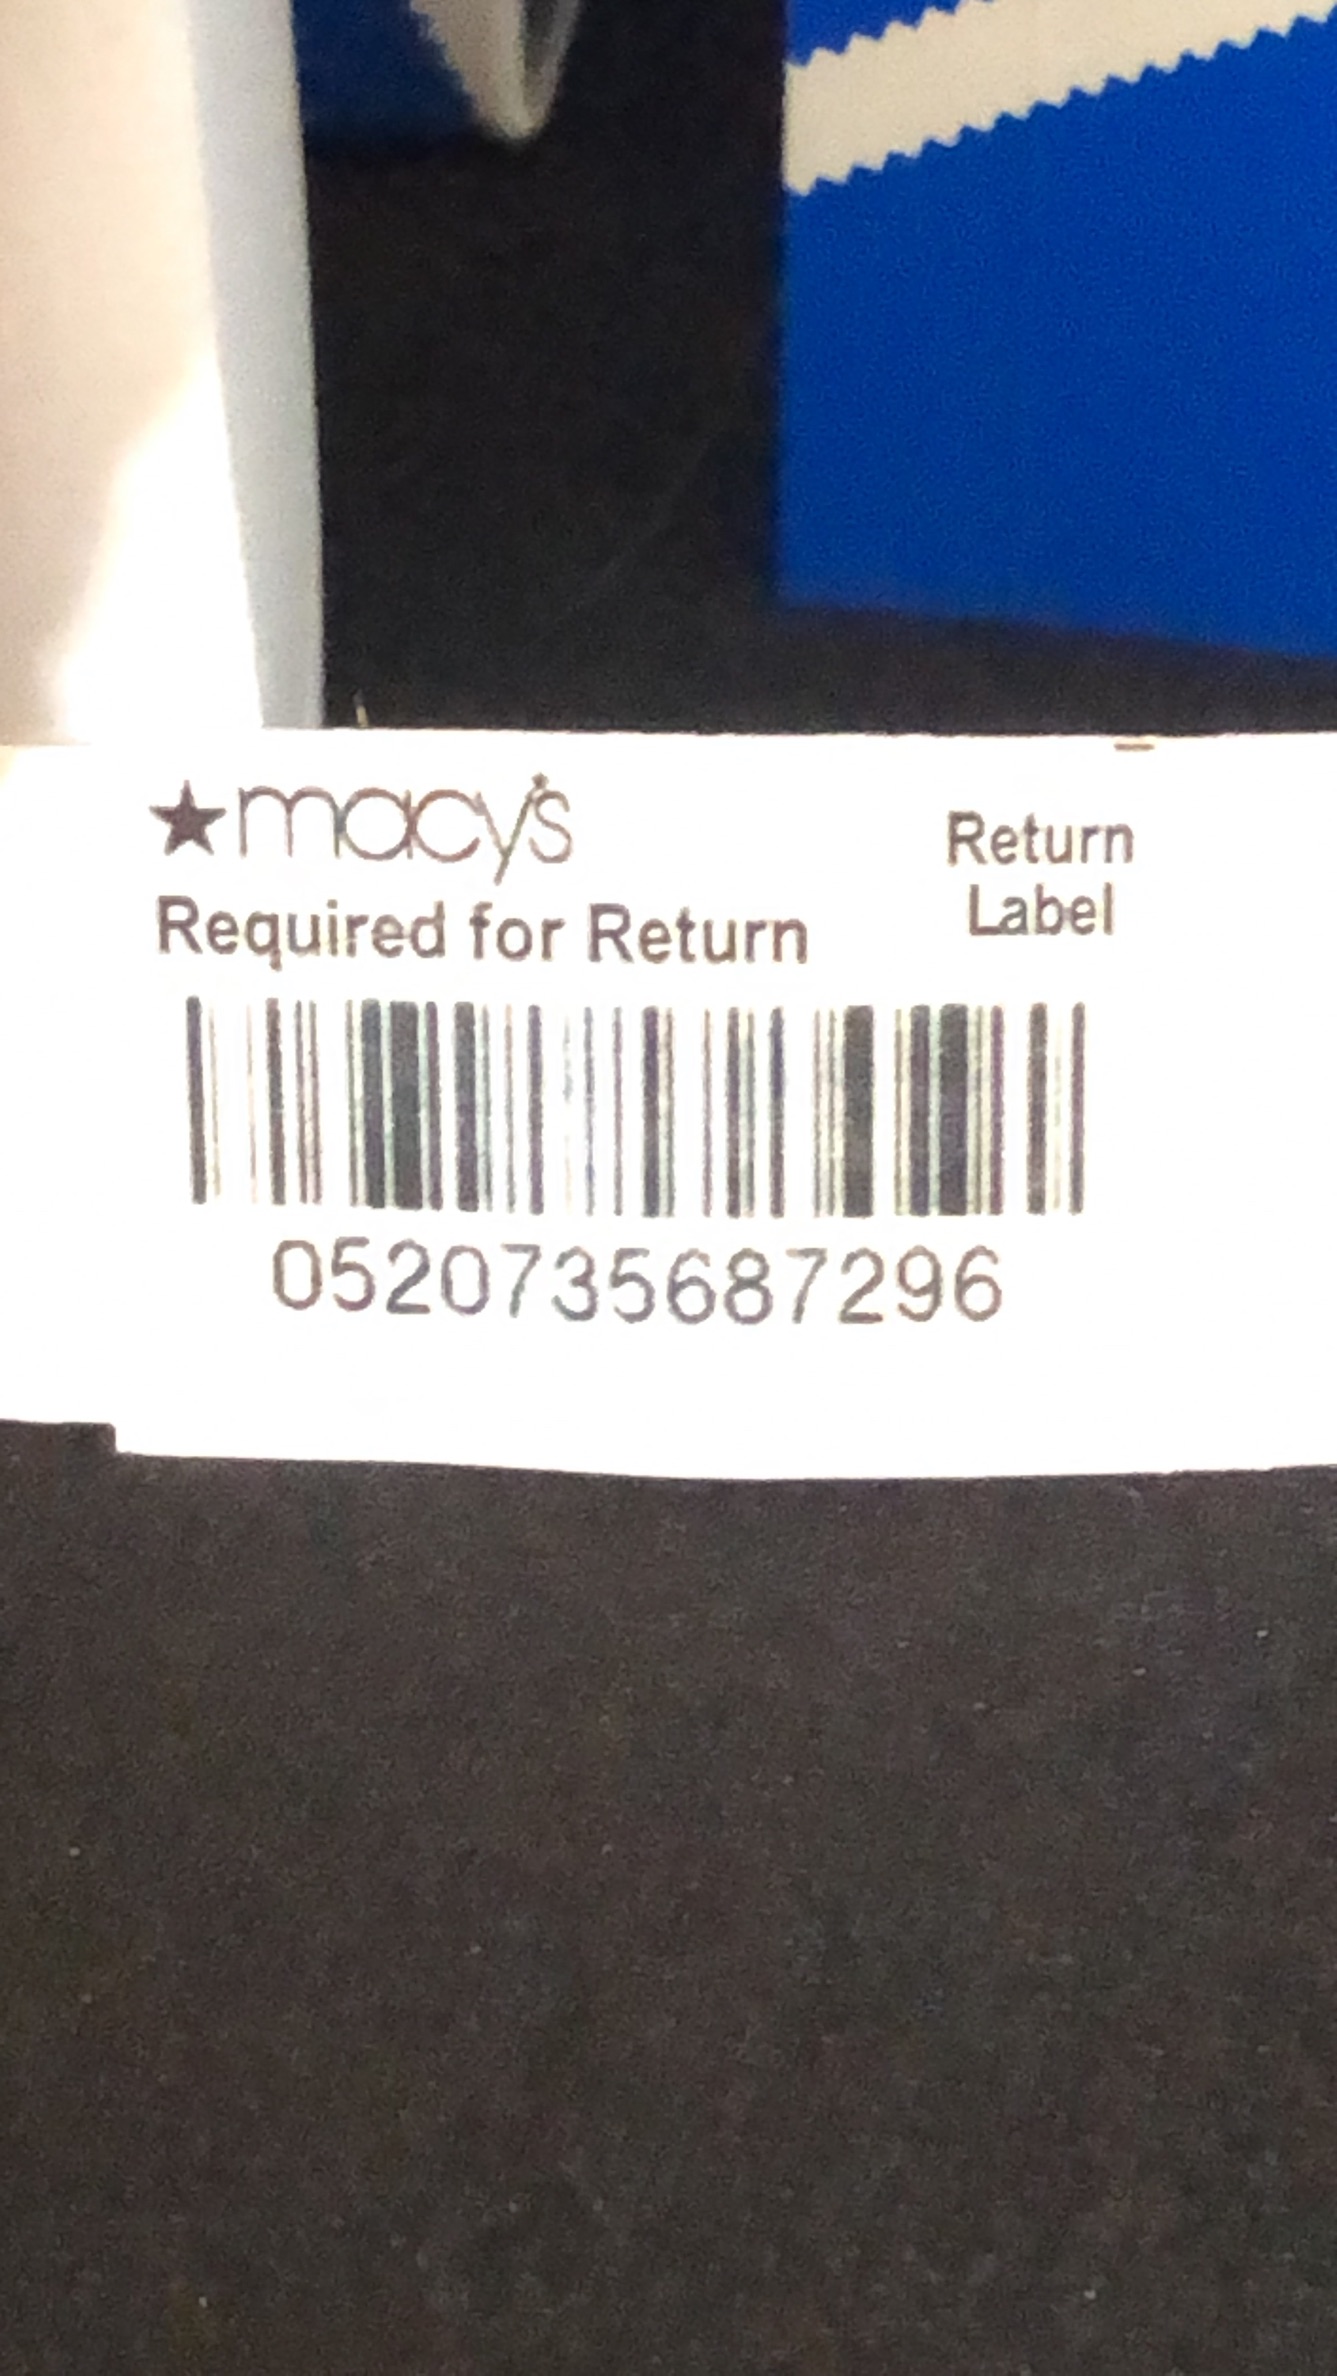 ★macy's
Return
Label
Required for Return
0520735687296